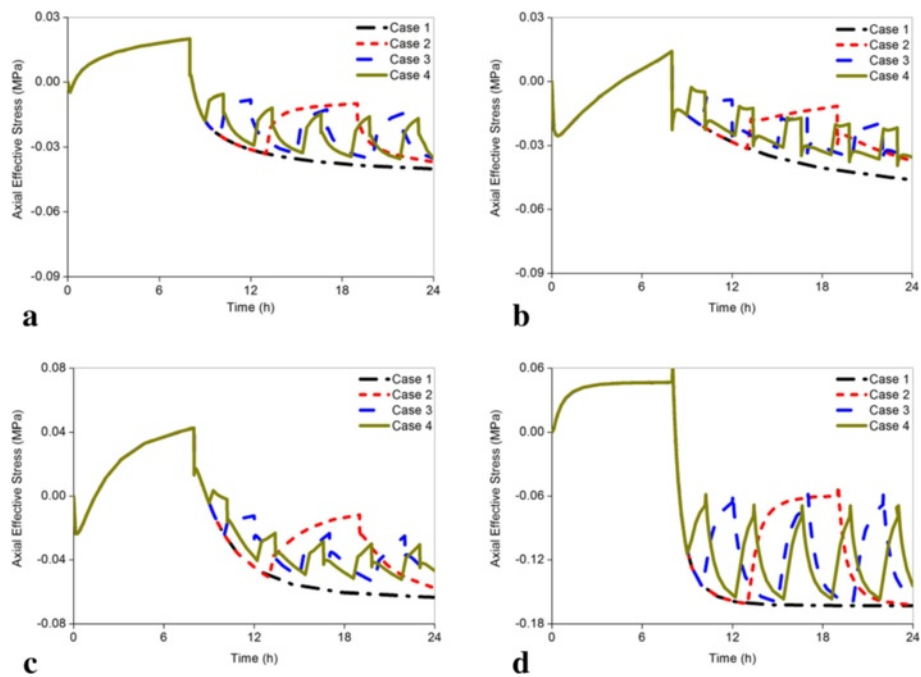 0.03
Case 1
Case 2
Case 3
Case 4
0.00
-0.03
-0.06
-0.09
Axial Effective Stress (MPa)
0 6 12 18 24
Time (h)
a
0.03
Case 1
Case 2
Case 3
Case 4
0.00
-0.03
-0.06
-0.09
Axial Effective Stress (MPa)
0 6 12 18 24
Time (h)
b
0.08
Case 1
Case 2
Case 3
Case 4
0.04
0.00
-0.04
-0.08
Axial Effective Stress (MPa)
0 6 12 18 24
Time (h)
c
0.06
Case 1
Case 2
Case 3
Case 4
0.00
-0.06
-0.12
-0.18
Axial Effective Stress (MPa)
0 6 12 18 24
Time (h)
d